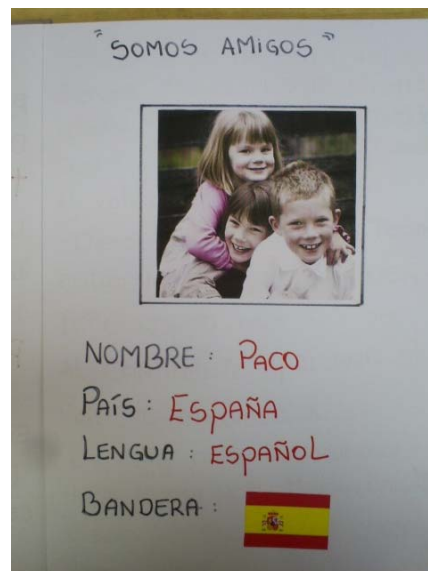 "SOMOS AMiGOS"
NOMBRE : PACO
PAÍS : ESPAÑA
LENGUA : ESPAÑOL
BANDERA :